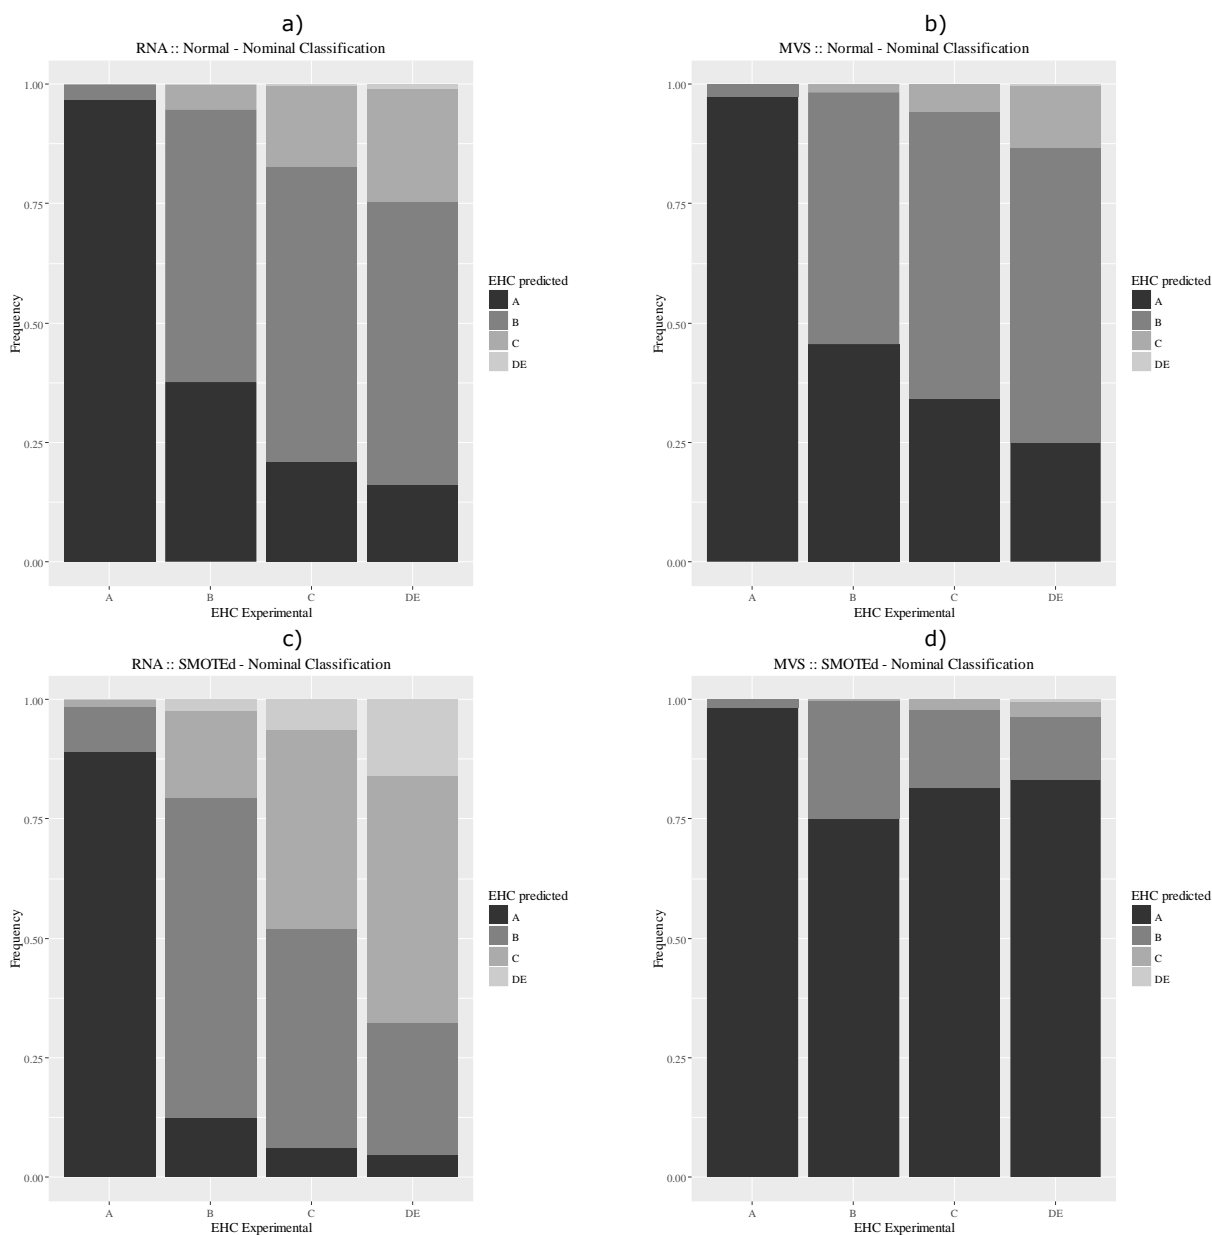 a)
RNA :: Normal - Nominal Classification
1.00
0.75
0.50
0.25
0.00
Frequency
A
B
C
DE
EHC Experimental
EHC predicted
A
B
C
DE
b)
MVS :: Normal - Nominal Classification
1.00
0.75
0.50
0.25
0.00
Frequency
A
B
C
DE
EHC Experimental
EHC predicted
A
B
C
DE
c)
RNA :: SMOTEd - Nominal Classification
1.00
0.75
0.50
0.25
0.00
Frequency
A
B
C
DE
EHC Experimental
EHC predicted
A
B
C
DE
d)
MVS :: SMOTEd - Nominal Classification
1.00
0.75
0.50
0.25
0.00
Frequency
A
B
C
DE
EHC Experimental
EHC predicted
A
B
C
DE